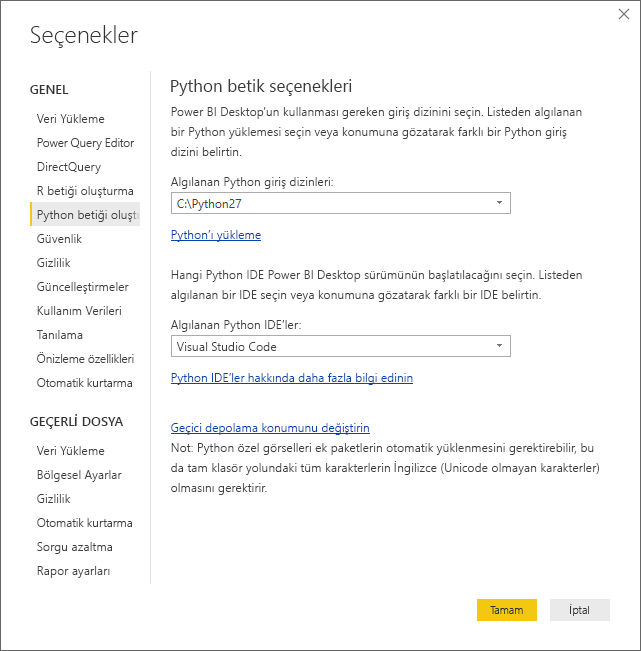 Seçenekler
GENEL
Veri Yükleme
Power Query Editor
DirectQuery
R betiği oluşturma
Python betiği oluştı
Güvenlik
Gizlilik
Güncelleştirmeler
Kullanım Verileri
Tanılama
Önizleme özellikleri
Otomatik kurtarma
GEÇERLİ DOSYA
Veri Yükleme
Bölgesel Ayarlar
Gizlilik
Otomatik kurtarma
Sorgu azaltma
Rapor ayarları
Python betik seçenekleri
Power BI Desktop'un kullanması gereken giriş dizinini seçin. Listeden algılanan
bir Python yüklemesi seçin veya konumuna gözatarak farklı bir Python giriş
dizini belirtin.
Algılanan Python giriş dizinleri:
C:\Python27
Python'ı yükleme
Hangi Python IDE Power BI Desktop sürümünün başlatılacağını seçin. Listeden
algılanan bir IDE seçin veya konumuna gözatarak farklı bir IDE belirtin.
Algılanan Python IDE'ler:
Visual Studio Code
Python IDE'ler hakkında daha fazla bilgi edinin
Geçici depolama konumunu değiştirin
Not: Python özel görselleri ek paketlerin otomatik yüklenmesini gerektirebilir, bu
da tam klasör yolundaki tüm karakterlerin İngilizce (Unicode olmayan karakterler)
olmasını gerektirir.
Tamam
İptal